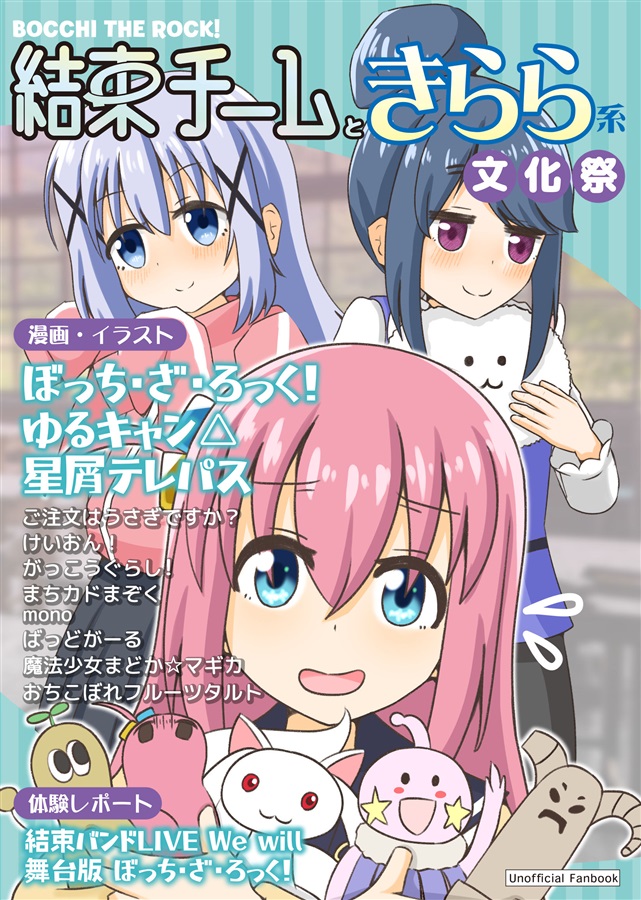 BOCCHI THE ROCK!
結束チームときらら系
文化祭
漫画・イラスト
ぼっち・ざ・ろっく!
ゆるキャン△
星屑テレパス
ご注文はうさぎですか?
けいおん!
がっこうぐらし!
まちカドまぞく
mono
ばっどがーる
魔法少女まどか☆マギカ
おちこぼれフルーツタルト
体験レポート
結束バンドLIVE We will
舞台版 ぼっち・ざ・ろっく!
Unofficial Fanbook